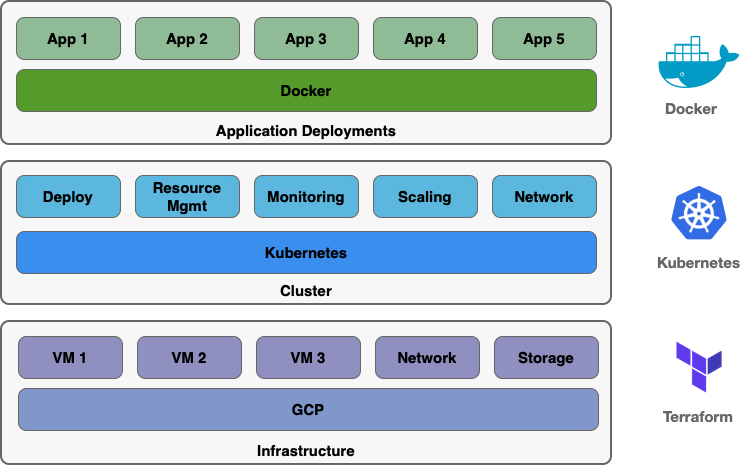 App 1
App 2
App 3
App 4
App 5
Docker
Application Deployments
Docker
Deploy
Resource
Mgmt
Monitoring
Scaling
Network
Kubernetes
Cluster
Kubernetes
VM 1
VM 2
VM 3
Network
Storage
GCP
Infrastructure
Terraform